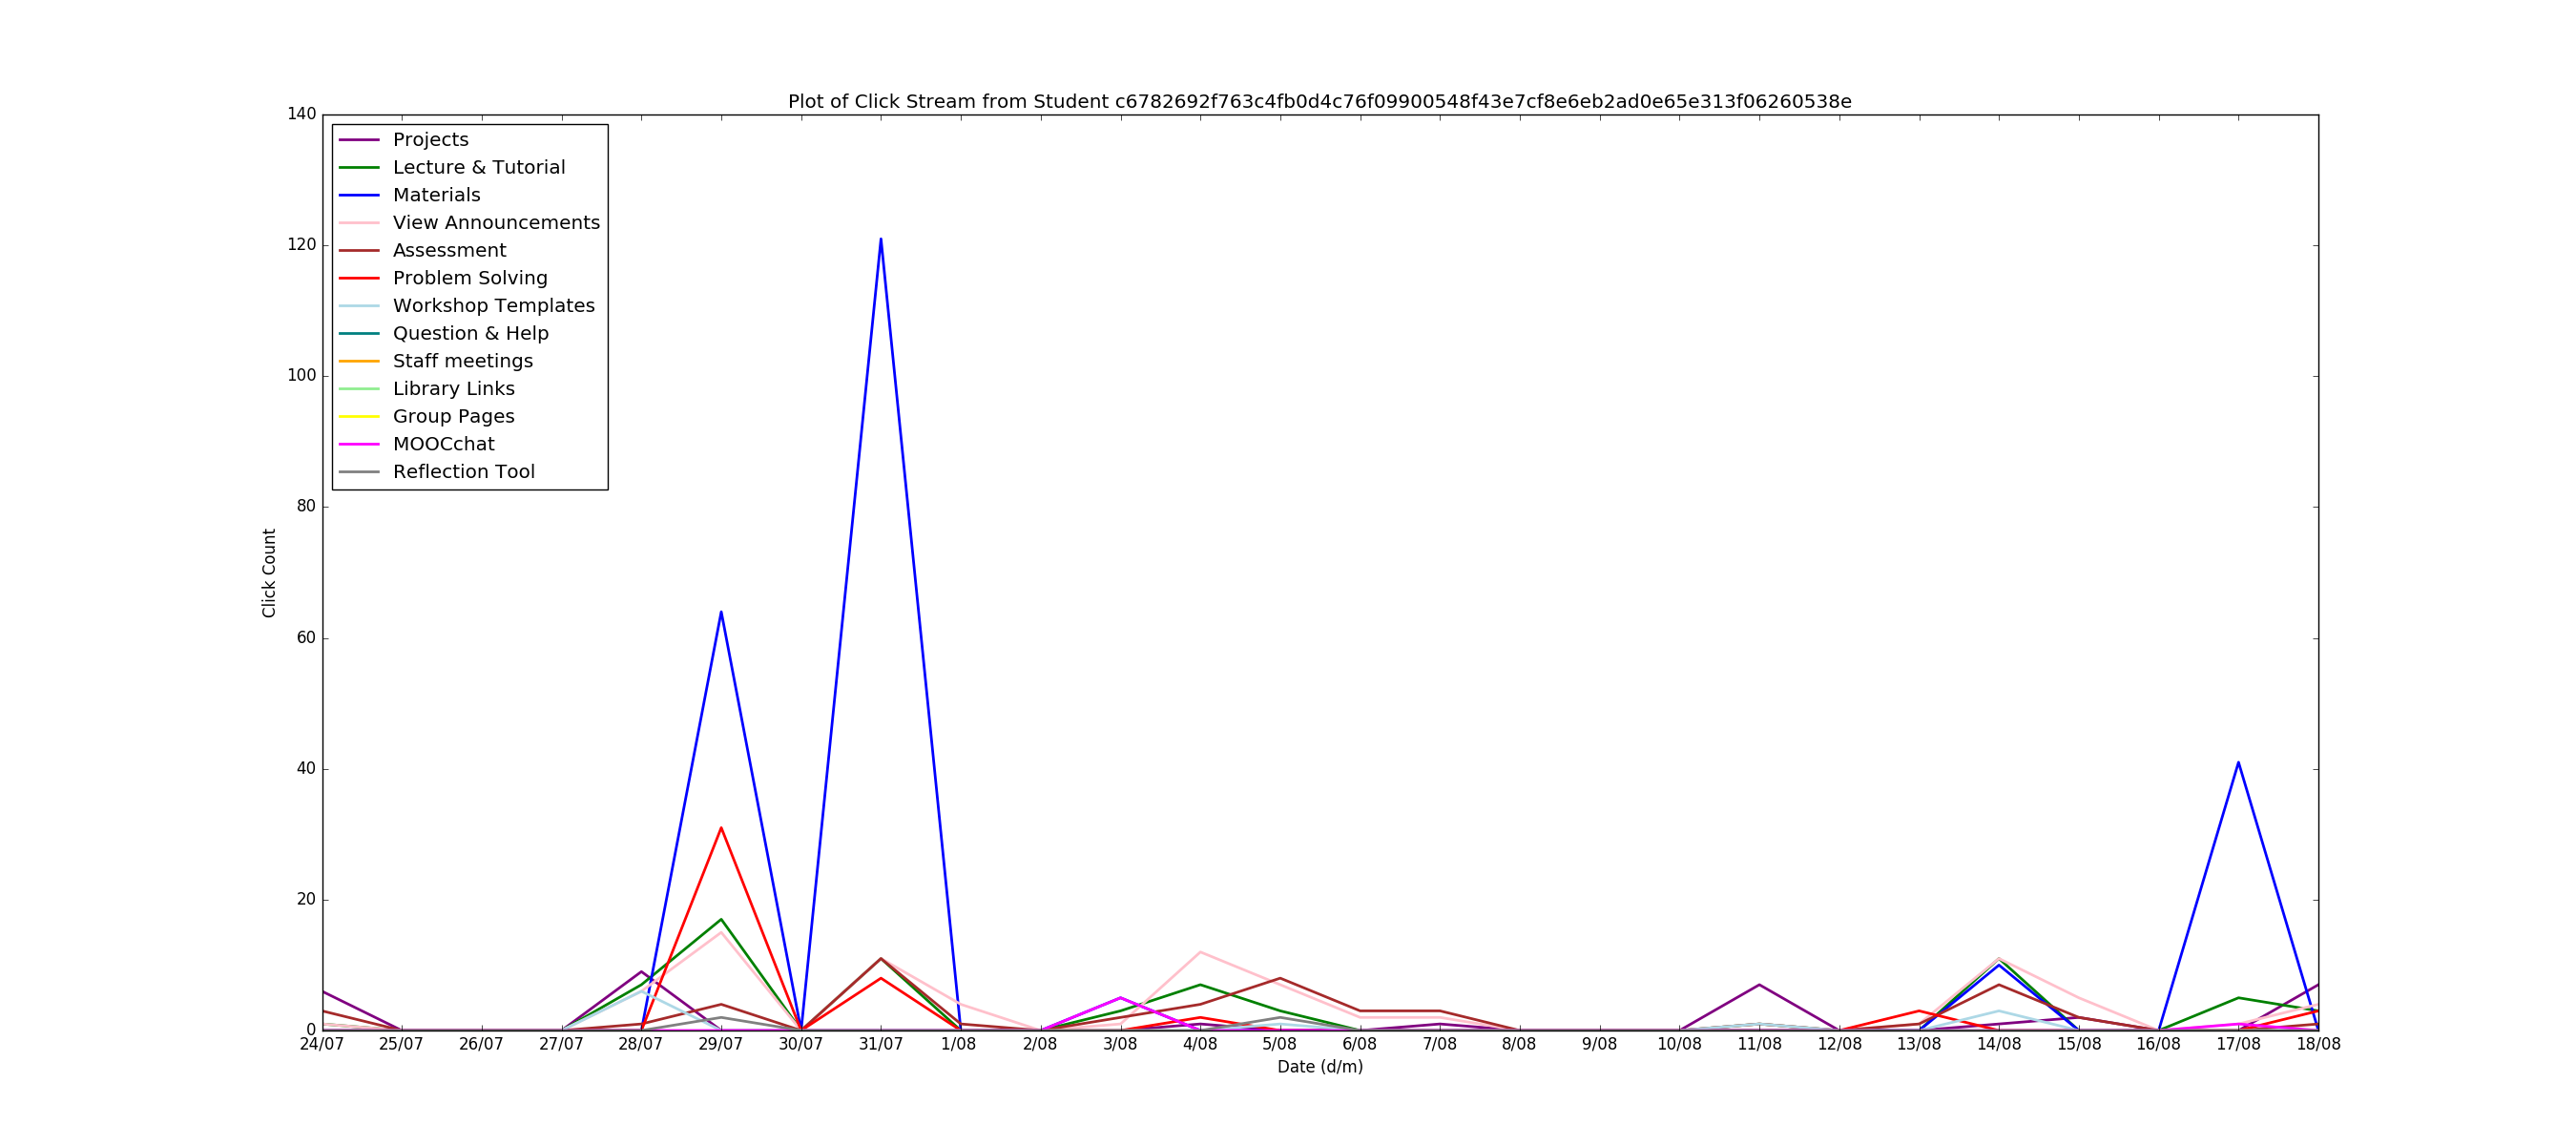 Plot of Click Stream from Student c6782692f763c4fb0d4c76f09900548f43e7cf8e6eb2ad0e65e313f06260538e
140
120
100
80
60
40
20
0
Click Count
Projects
Lecture & Tutorial
Materials
View Announcements
Assessment
Problem Solving
Workshop Templates
Question & Help
Staff meetings
Library Links
Group Pages
MOOCchat
Reflection Tool
24/07 25/07 26/07 27/07 28/07 29/07 30/07 31/07 1/08 2/08 3/08 4/08 5/08 6/08 7/08 8/08 9/08 10/08 11/08 12/08 13/08 14/08 15/08 16/08 17/08 18/08
Date (d/m)